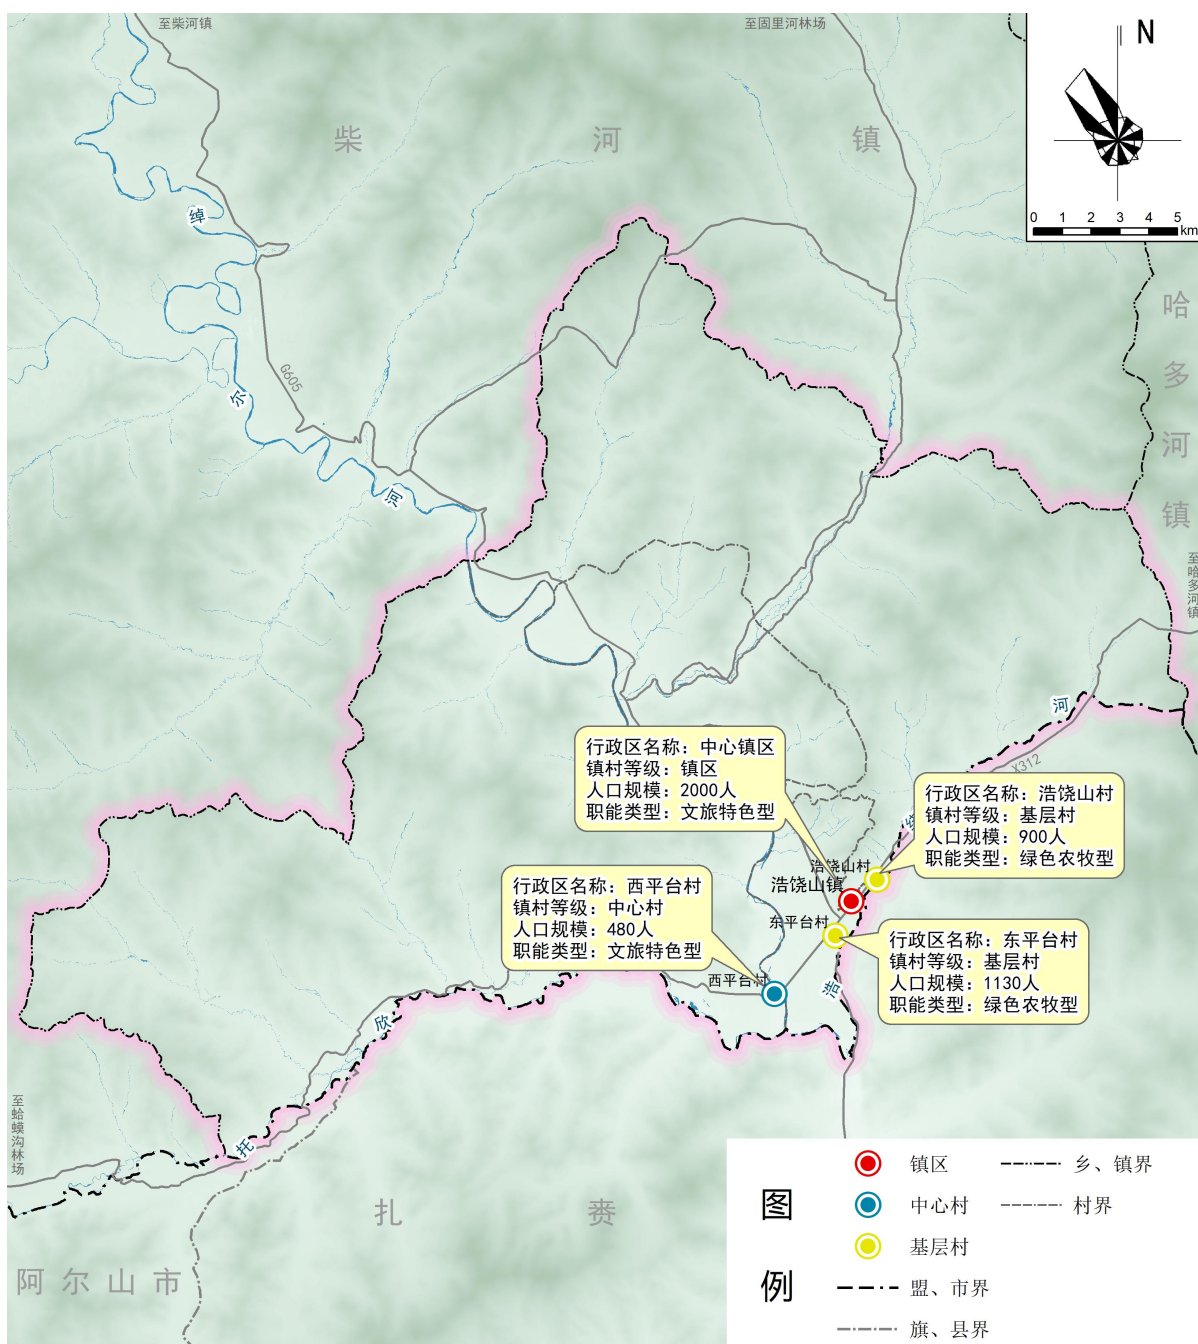 至柴河镇
至固里河林场
N
0 1 2 3 4 5
km
柴河镇
绰尔河
G605
哈多河镇
至哈多河镇
河
X312
行政区名称：中心镇区
镇村等级：镇区
人口规模：2000人
职能类型：文旅特色型
行政区名称：浩饶山村
镇村等级：基层村
人口规模：900人
职能类型：绿色农牧型
浩饶山村
浩饶山镇
行政区名称：西平台村
镇村等级：中心村
人口规模：480人
职能类型：文旅特色型
东平台村
行政区名称：东平台村
镇村等级：基层村
人口规模：1130人
职能类型：绿色农牧型
西平台村
浩
欣
托
至蛤蟆沟林场
扎赉
阿尔山市
图例
镇区
乡、镇界
中心村
村界
基层村
盟、市界
旗、县界